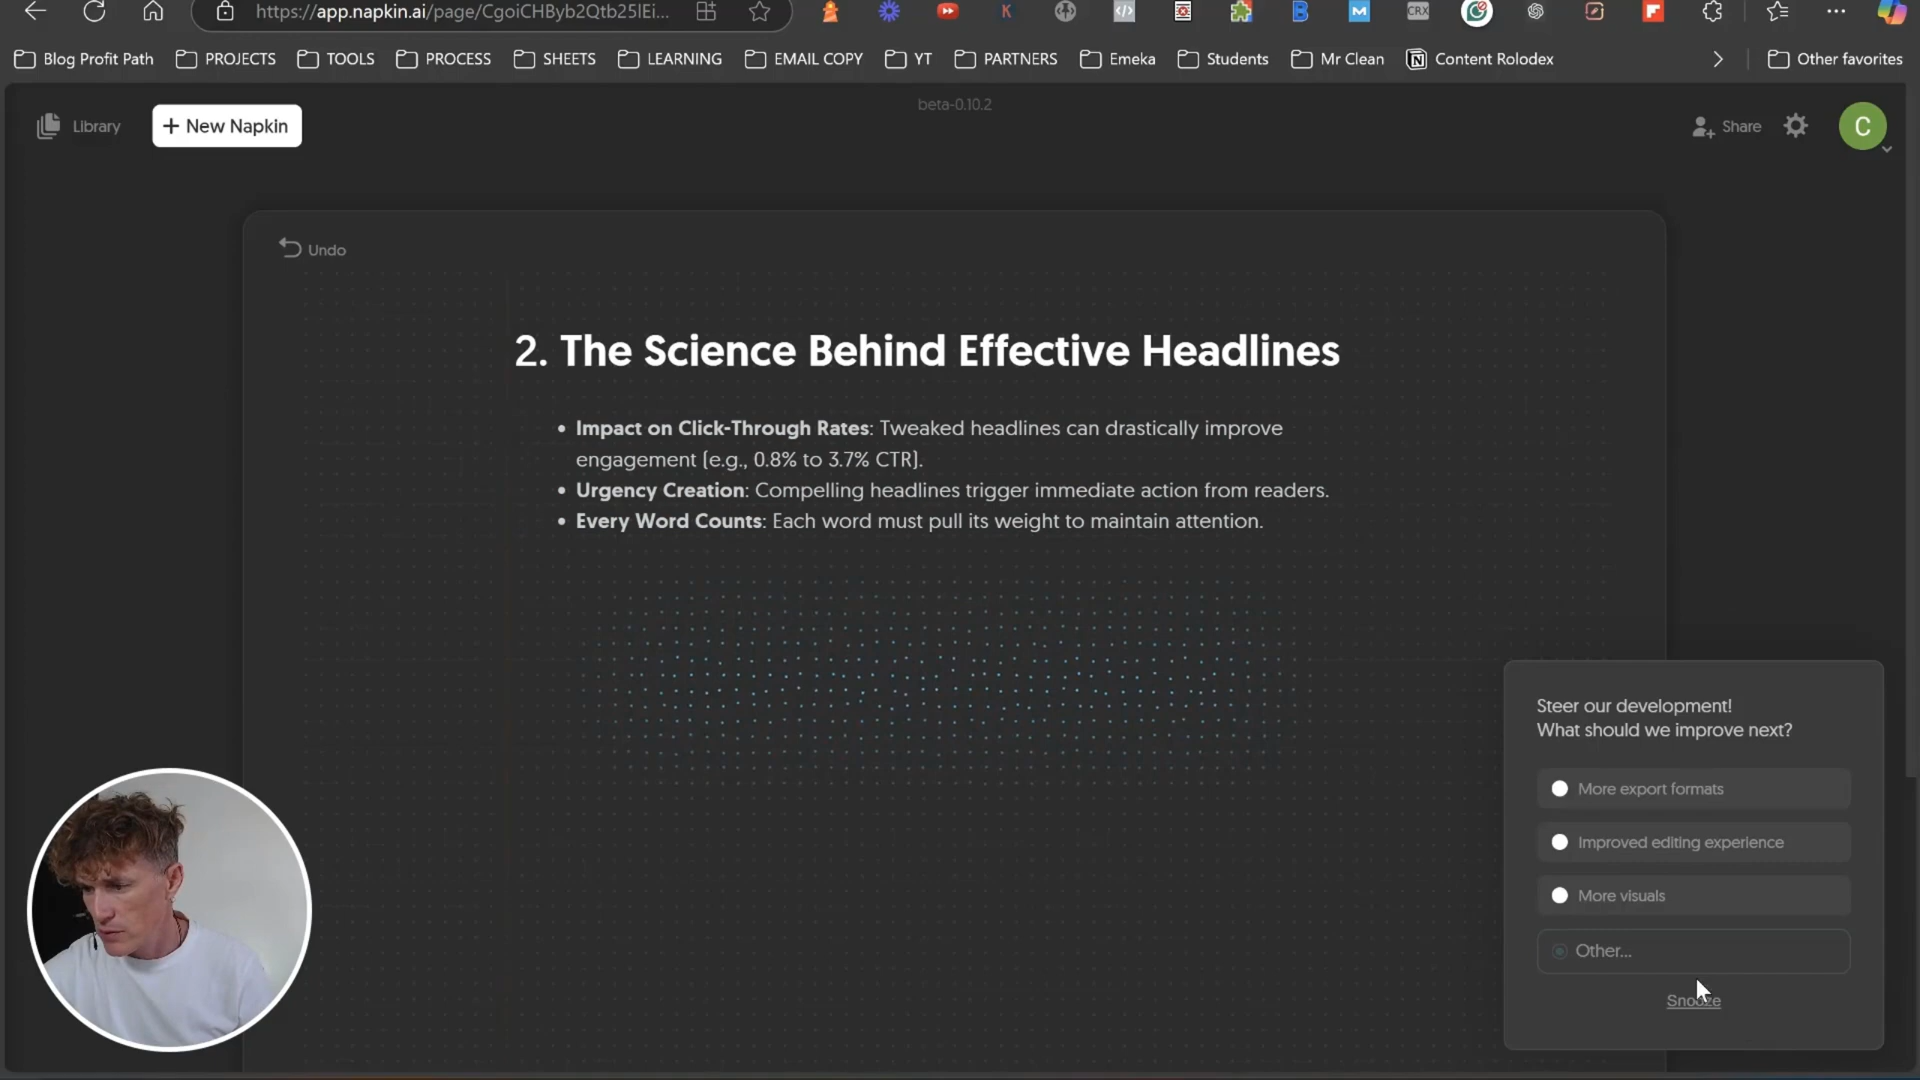 https://app.napkin.ai/page/CgoiCHByb2Qtb25lEi...
K
</>
B
M
CRX
Blog Profit Path
PROJECTS
TOOLS
PROCESS
SHEETS
LEARNING
EMAIL COPY
YT
PARTNERS
Emeka
Students
Mr Clean
Content Rolodex
Other favorites
beta-0.10.2
Library
+ New Napkin
Share
C
Undo
2. The Science Behind Effective Headlines
• Impact on Click-Through Rates: Tweaked headlines can drastically improve
engagement (e.g., 0.8% to 3.7% CTR).
• Urgency Creation: Compelling headlines trigger immediate action from readers.
• Every Word Counts: Each word must pull its weight to maintain attention.
Steer our development!
What should we improve next?
More export formats
Improved editing experience
More visuals
Other...
Snooze